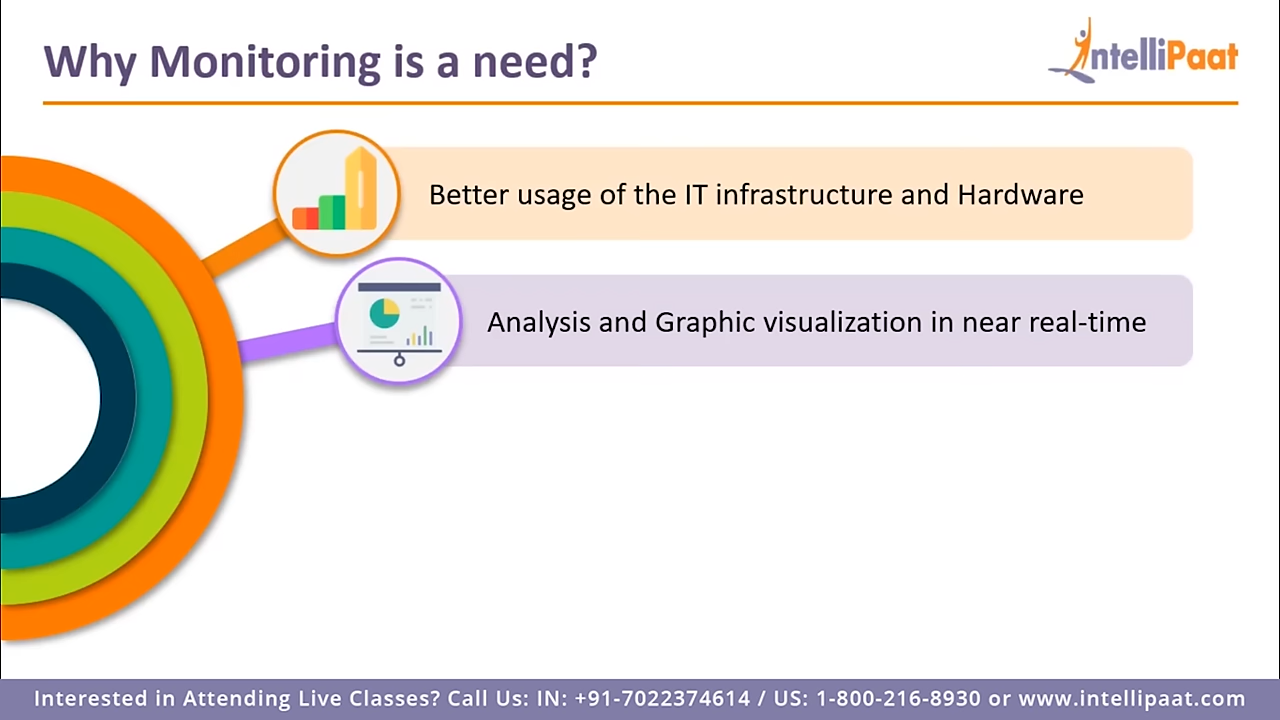 Why Monitoring is a need?
IntelliPaat
Better usage of the IT infrastructure and Hardware
Analysis and Graphic visualization in near real-time
Interested in Attending Live Classes? Call Us: IN: +91-7022374614 / US: 1-800-216-8930 or www.intellipaat.com